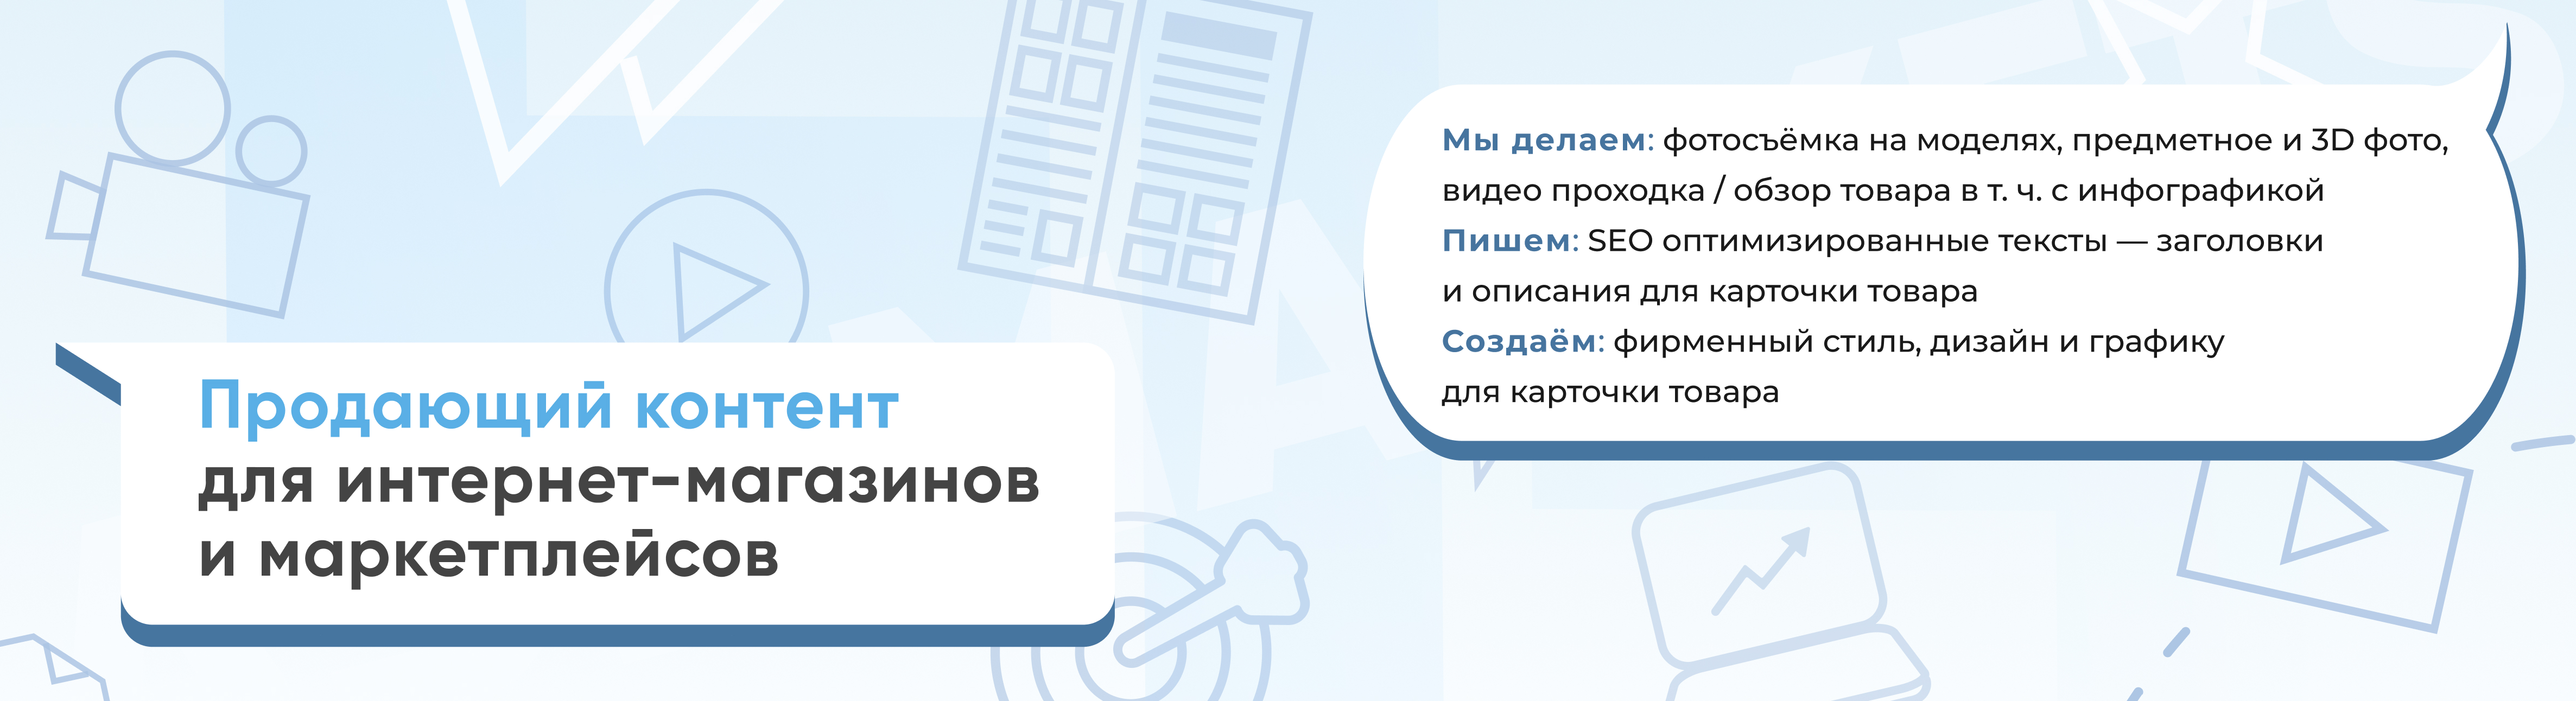 Продающий контент
для интернет-магазинов
и маркетплейсов
Мы делаем: фотосъёмка на моделях, предметное и 3D фото,
видео проходка / обзор товара в т. ч. с инфографикой
Пишем: SEO оптимизированные тексты — заголовки
и описания для карточки товара
Создаём: фирменный стиль, дизайн и графику
для карточки товара